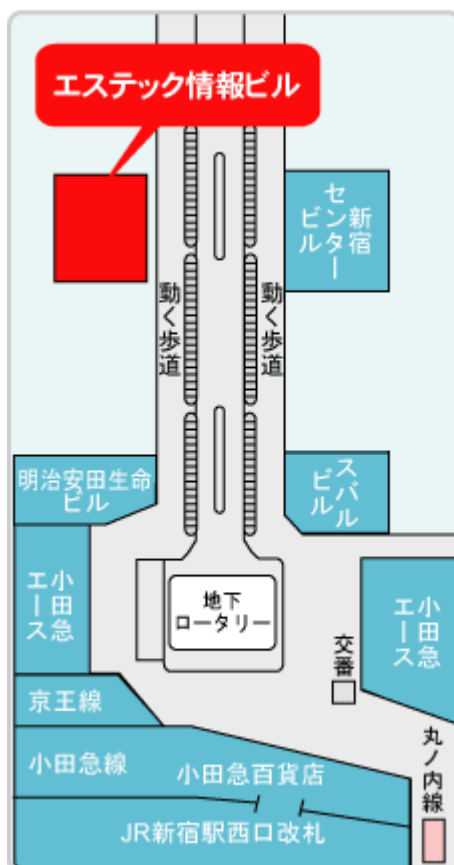 エステック情報ビル
新宿
センター
ビル
動く歩道
動く歩道
明治安田生命
ビル
スバル
ビル
小田急
エース
地下
ロータリー
小田急
エース
交番
京王線
小田急線
小田急百貨店
丸ノ内線
JR新宿駅西口改札